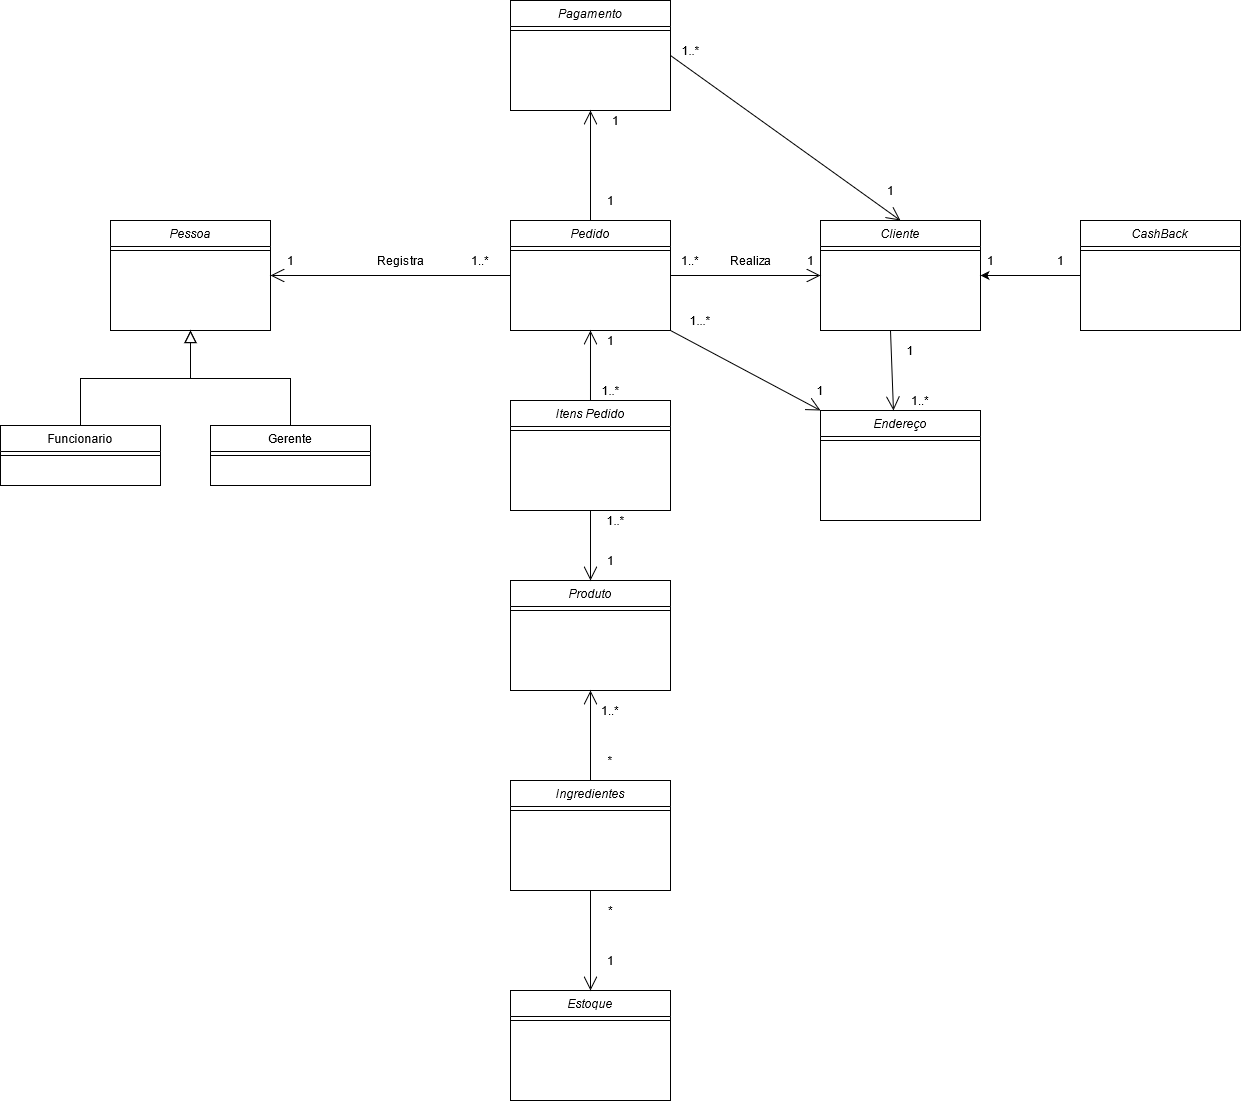 Pagamento
1..*
1
1
1
Pessoa
Pedido
Cliente
CashBack
1
Registra
1..*
1..*
Realiza
1
1
1
1...*
1
1
1..*
1
1..*
Itens Pedido
Endereço
Funcionario
Gerente
1..*
1
Produto
1..*
*
Ingredientes
*
1
Estoque